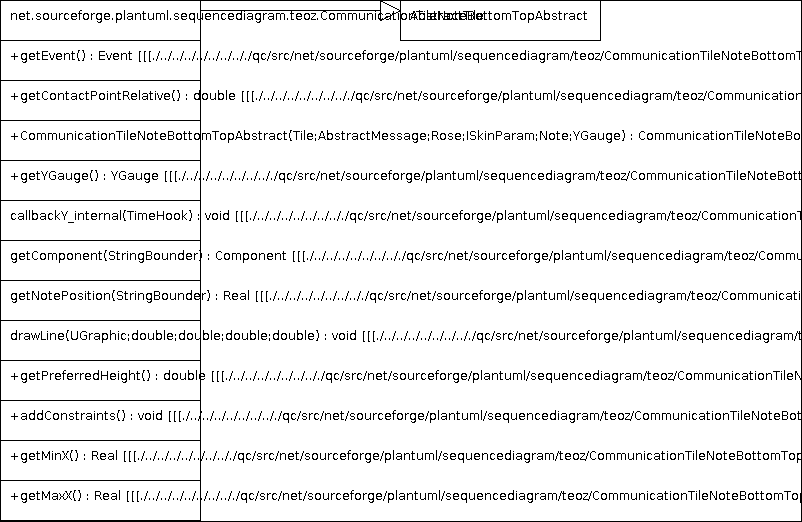 net.sourceforge.plantuml.sequencediagram.teoz.CommunicationTileNoteBottomTopAbstract
AbstractTile
+getEvent() : Event [[[./../../../../../../../qc/src/net/sourceforge/plantuml/sequencediagram/teoz/CommunicationTileNoteBottomT
+getContactPointRelative() : double [[[./../../../../../../../qc/src/net/sourceforge/plantuml/sequencediagram/teoz/Communication
+CommunicationTileNoteBottomTopAbstract(Tile;AbstractMessage;Rose;ISkinParam;Note;YGauge) : CommunicationTileNoteBo
+getYGauge() : YGauge [[[./../../../../../../../qc/src/net/sourceforge/plantuml/sequencediagram/teoz/CommunicationTileNoteBott
callbackY_internal(TimeHook) : void [[[./../../../../../../../qc/src/net/sourceforge/plantuml/sequencediagram/teoz/Communication
getComponent(StringBounder) : Component [[[./../../../../../../../qc/src/net/sourceforge/plantuml/sequencediagram/teoz/Commu
getNotePosition(StringBounder) : Real [[[./../../../../../../../qc/src/net/sourceforge/plantuml/sequencediagram/teoz/Communicati
drawLine(UGraphic;double;double;double;double) : void [[[./../../../../../../../qc/src/net/sourceforge/plantuml/sequencediagram/t
+getPreferredHeight() : double [[[./../../../../../../../qc/src/net/sourceforge/plantuml/sequencediagram/teoz/CommunicationTileN
+addConstraints() : void [[[./../../../../../../../qc/src/net/sourceforge/plantuml/sequencediagram/teoz/CommunicationTileNoteBot
+getMinX() : Real [[[./../../../../../../../qc/src/net/sourceforge/plantuml/sequencediagram/teoz/CommunicationTileNoteBottomTop
+getMaxX() : Real [[[./../../../../../../../qc/src/net/sourceforge/plantuml/sequencediagram/teoz/CommunicationTileNoteBottomTop